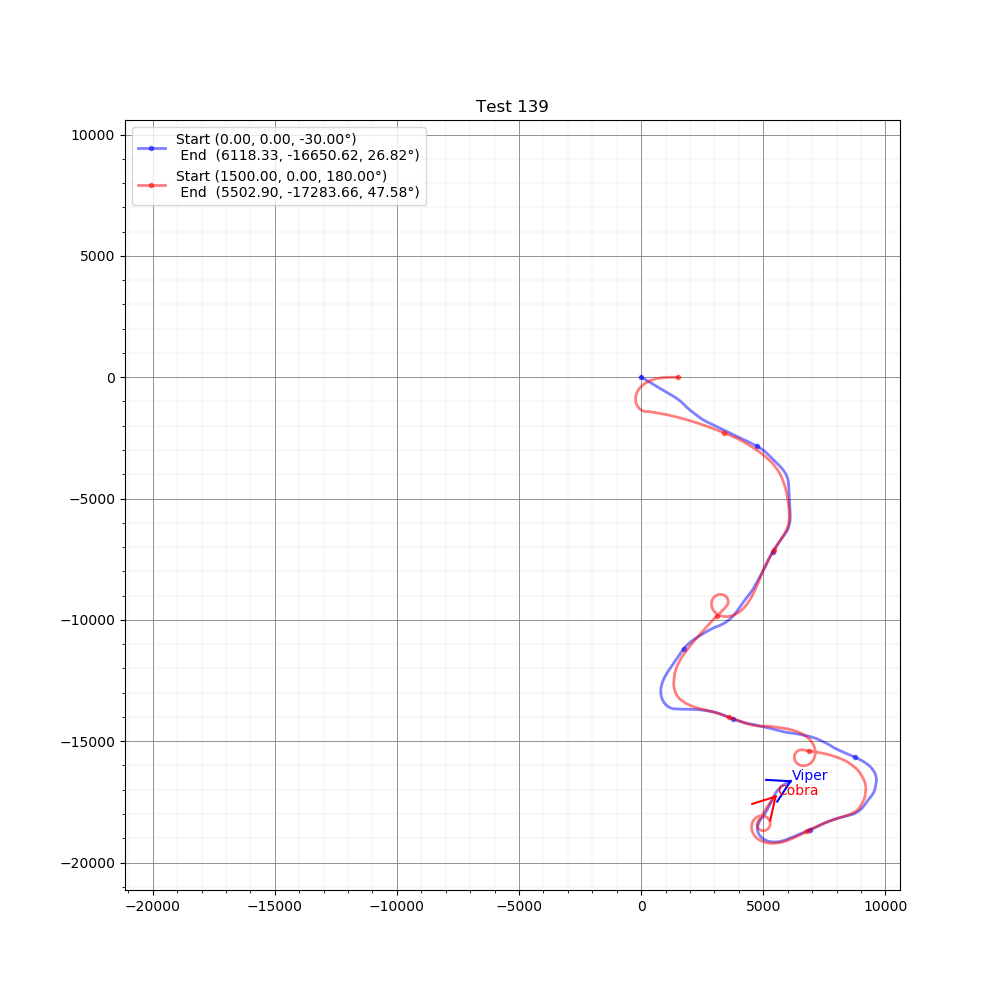 Test 139
Start (0.00, 0.00, -30.00°)
End (6118.33, -16650.62, 26.82°)
Start (1500.00, 0.00, 180.00°)
End (5502.90, -17283.66, 47.58°)
10000
5000
0
−5000
−10000
−15000
−20000
Viper
Cobra
−20000 −15000 −10000 −5000 0 5000 10000